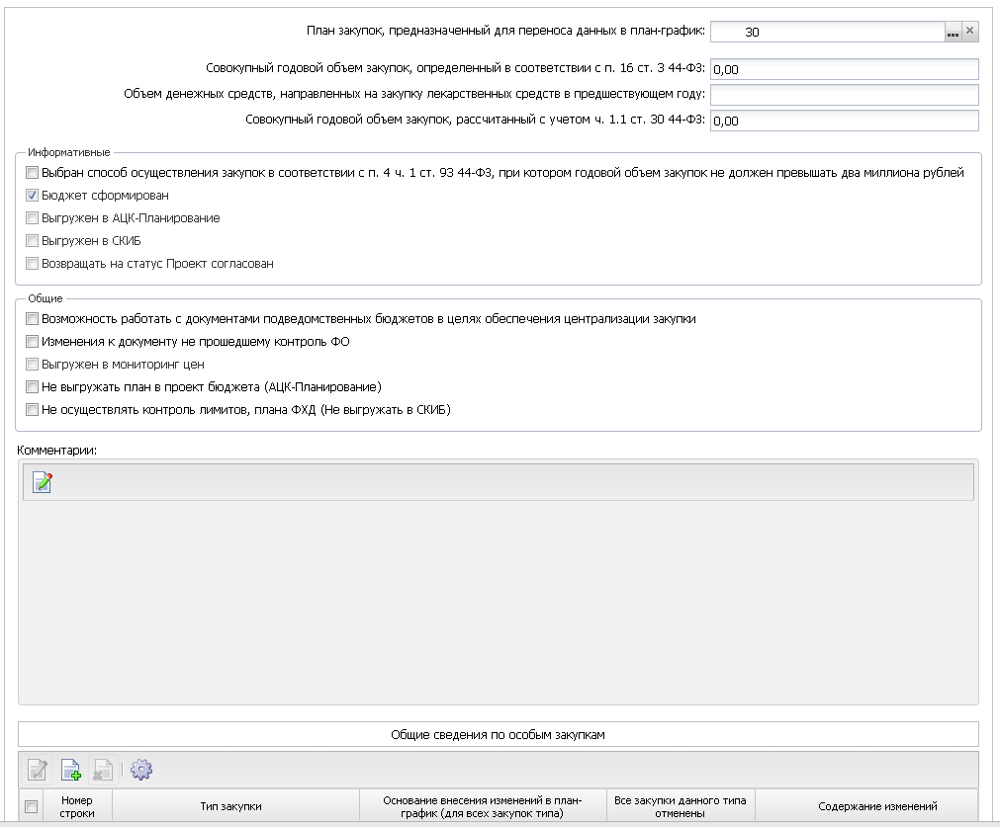 План закупок, предназначенный для переноса данных в план-график: 30 ... ×
Совокупный годовой объем закупок, определенный в соответствии с п. 16 ст. 3 44-ФЗ: 0,00
Объем денежных средств, направленных на закупку лекарственных средств в предшествующем году:
Совокупный годовой объем закупок, рассчитанный с учетом ч. 1.1 ст. 30 44-ФЗ: 0,00
Информативные
Выбран способ осуществления закупок в соответствии с п. 4 ч. 1 ст. 93 44-ФЗ, при котором годовой объем закупок не должен превышать два миллиона рублей
Бюджет сформирован
Выгружен в АЦК-Планирование
Выгружен в СКИБ
Возвращать на статус Проект согласован
Общие
Возможность работать с документами подведомственных бюджетов в целях обеспечения централизации закупки
Изменения к документу не прошедшему контроль ФО
Выгружен в мониторинг цен
Не выгружать план в проект бюджета (АЦК-Планирование)
Не осуществлять контроль лимитов, плана ФХД (Не выгружать в СКИБ)
Комментарии:
Общие сведения по особым закупкам
Номер строки
Тип закупки
Основание внесения изменений в план-график (для всех закупок типа)
Все закупки данного типа отменены
Содержание изменений